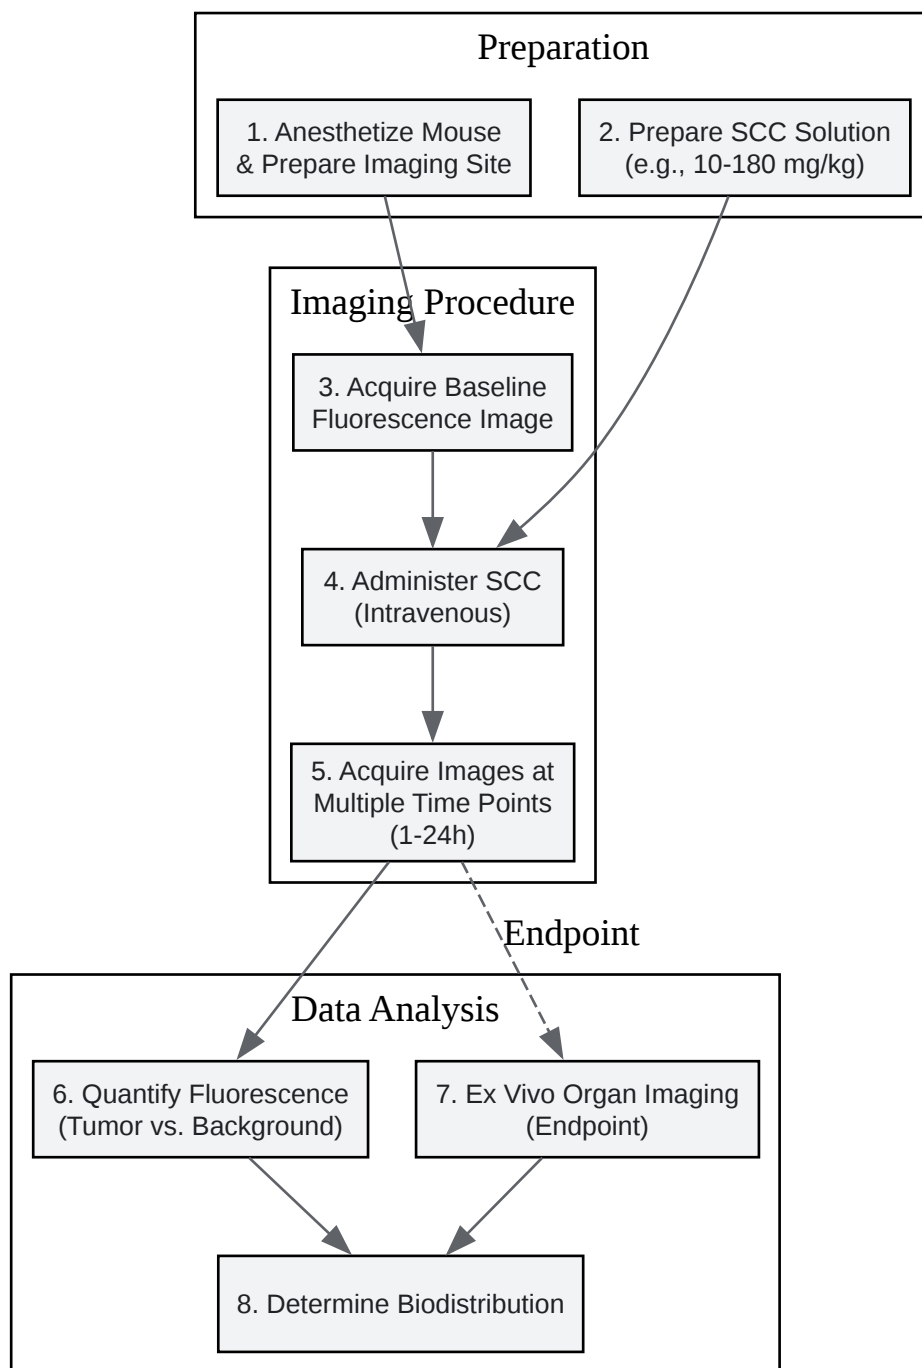 Preparation
1. Anesthetize Mouse
& Prepare Imaging Site
2. Prepare SCC Solution
(e.g., 10-180 mg/kg)
Imaging Procedure
3. Acquire Baseline
Fluorescence Image
4. Administer SCC
(Intravenous)
5. Acquire Images at
Multiple Time Points
(1-24h)
Endpoint
Data Analysis
6. Quantify Fluorescence
(Tumor vs. Background)
7. Ex Vivo Organ Imaging
(Endpoint)
8. Determine Biodistribution